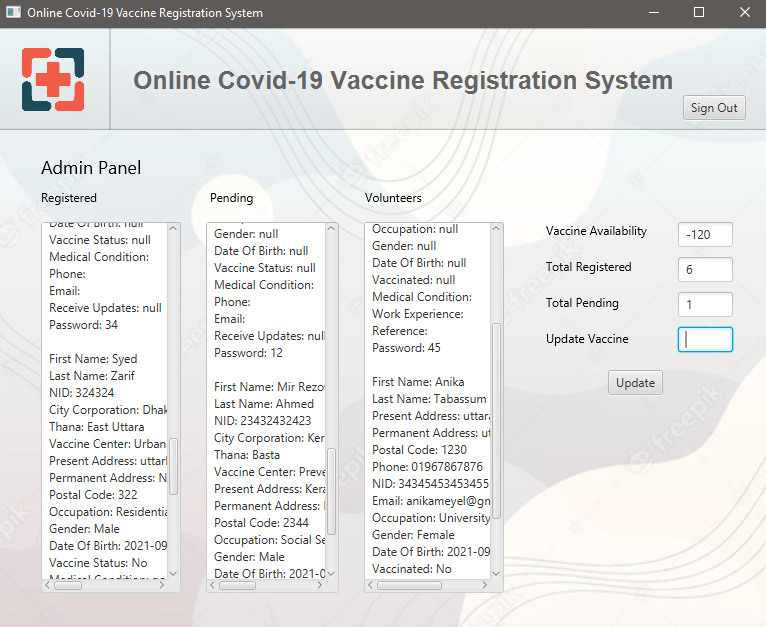 Online Covid-19 Vaccine Registration System
Online Covid-19 Vaccine Registration System
Sign Out
Admin Panel
Registered
Date Of Birth: null
Vaccine Status: null
Medical Condition:
Phone:
Email:
Receive Updates: null
Password: 34
First Name: Syed
Last Name: Zarif
NID: 324324
City Corporation: Dhak
Thana: East Uttara
Vaccine Center: Urban
Present Address: uttarl
Permanent Address: N
Postal Code: 322
Occupation: Residentia
Gender: Male
Date Of Birth: 2021-09
Vaccine Status: No
Medical Condition:
Pending
Gender: null
Date Of Birth: null
Vaccine Status: null
Medical Condition:
Phone:
Email:
Receive Updates: null
Password: 12
First Name: Mir Rezo
Last Name: Ahmed
NID: 23432432423
City Corporation: Ker
Thana: Basta
Vaccine Center: Preve
Present Address: Kera
Permanent Address:
Postal Code: 2344
Occupation: Social Se
Gender: Male
Date Of Birth: 2021-0
Volunteers
Occupation: null
Gender: null
Date Of Birth: null
Vaccinated: null
Medical Condition:
Work Experience:
Reference:
Password: 45
First Name: Anika
Last Name: Tabassum
Present Address: uttara
Permanent Address: ut
Postal Code: 1230
Phone: 01967867876
NID: 34345453453455
Email: anikameyel@gm
Occupation: University
Gender: Female
Date Of Birth: 2021-09
Vaccinated: No
Vaccine Availability -120
Total Registered 6
Total Pending 1
Update Vaccine
Update
freepik
freepik
freepik